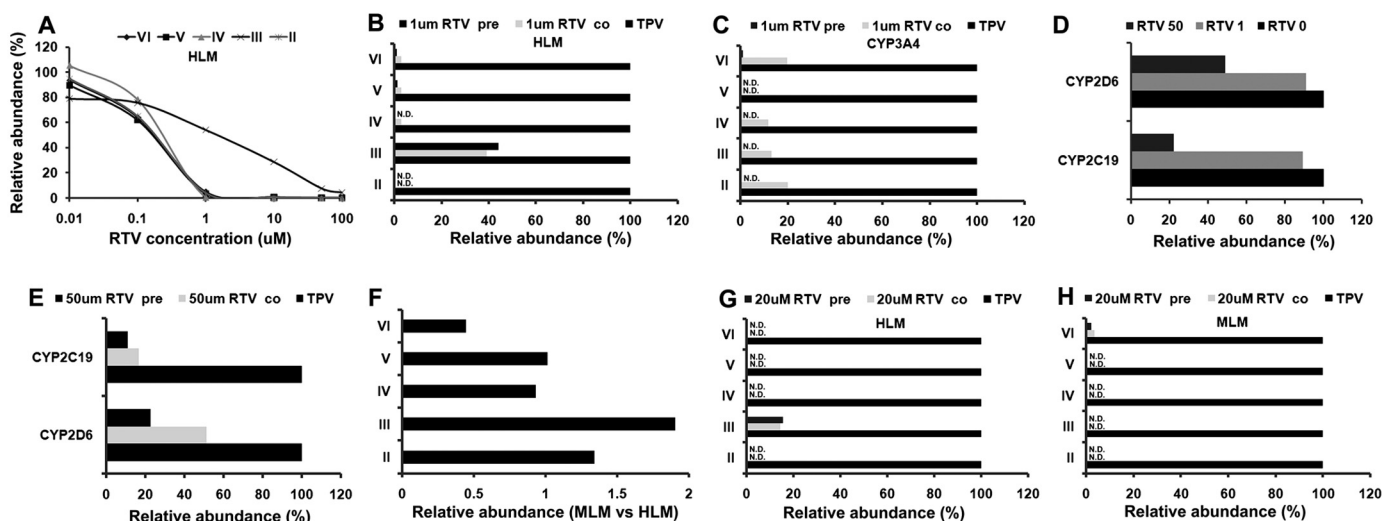 A
VI V IV III II
HLM
Relative abundance (%)
120
100
80
60
40
20
0
0.01 0.1 1 10 100
RTV concentration (uM)
B
1um RTV pre 1um RTV co TPV
HLM
VI
V
N.D.
IV
III
N.D.
N.D.
II
0 20 40 60 80 100 120
Relative abundance (%)
C
1um RTV pre 1um RTV co TPV
CYP3A4
VI
N.D.
N.D.
V
N.D.
IV
N.D.
III
N.D.
II
0 20 40 60 80 100 120
Relative abundance (%)
D
RTV 50 RTV 1 RTV 0
CYP2D6
CYP2C19
0 20 40 60 80 100 120
Relative abundance (%)
E
50um RTV pre 50um RTV co TPV
CYP2C19
CYP2D6
0 20 40 60 80 100 120
Relative abundance (%)
F
VI
V
IV
III
II
0 0.5 1 1.5 2
Relative abundance (MLM vs HLM)
G
20uM RTV pre 20uM RTV co TPV
HLM
N.D.
N.D.
VI
N.D.
N.D.
V
N.D.
N.D.
IV
III
N.D.
N.D.
II
0 20 40 60 80 100 120
Relative abundance (%)
H
20uM RTV pre 20uM RTV co TPV
MLM
VI
N.D.
N.D.
V
N.D.
N.D.
IV
N.D.
N.D.
III
N.D.
N.D.
II
0 20 40 60 80 100 120
Relative abundance (%)